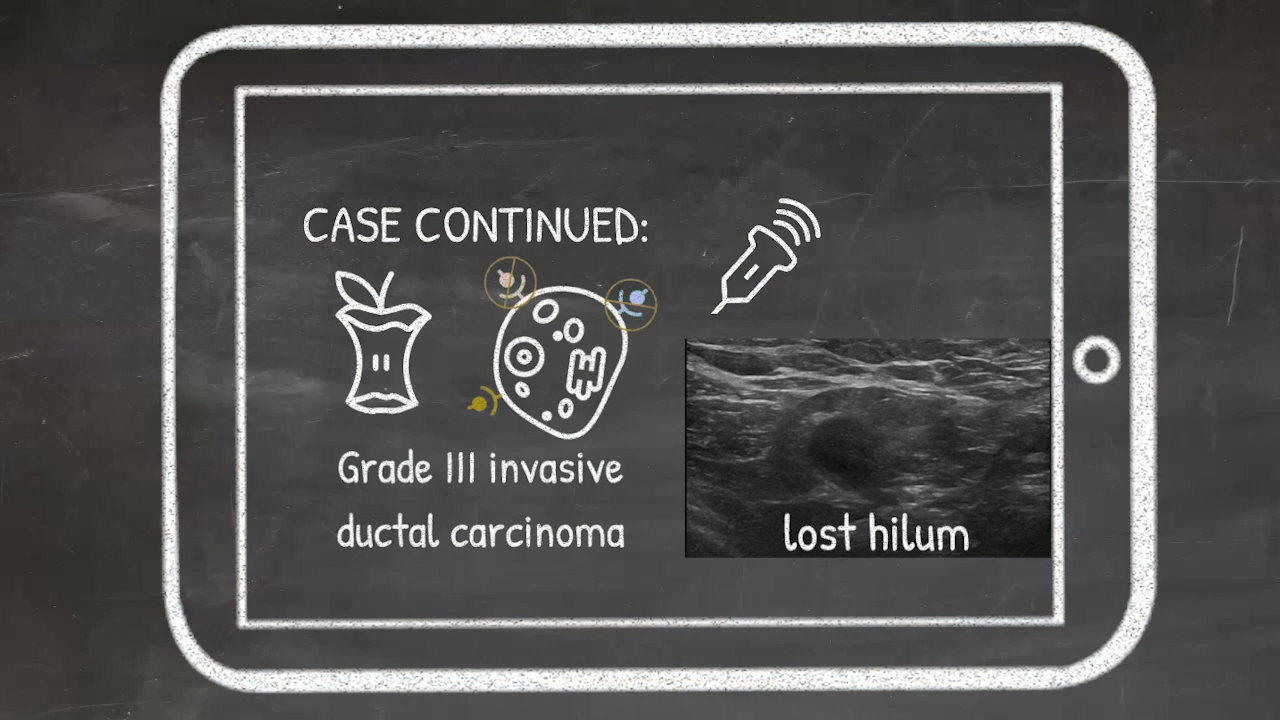 CASE CONTINUED:
Grade III invasive
ductal carcinoma
lost hilum